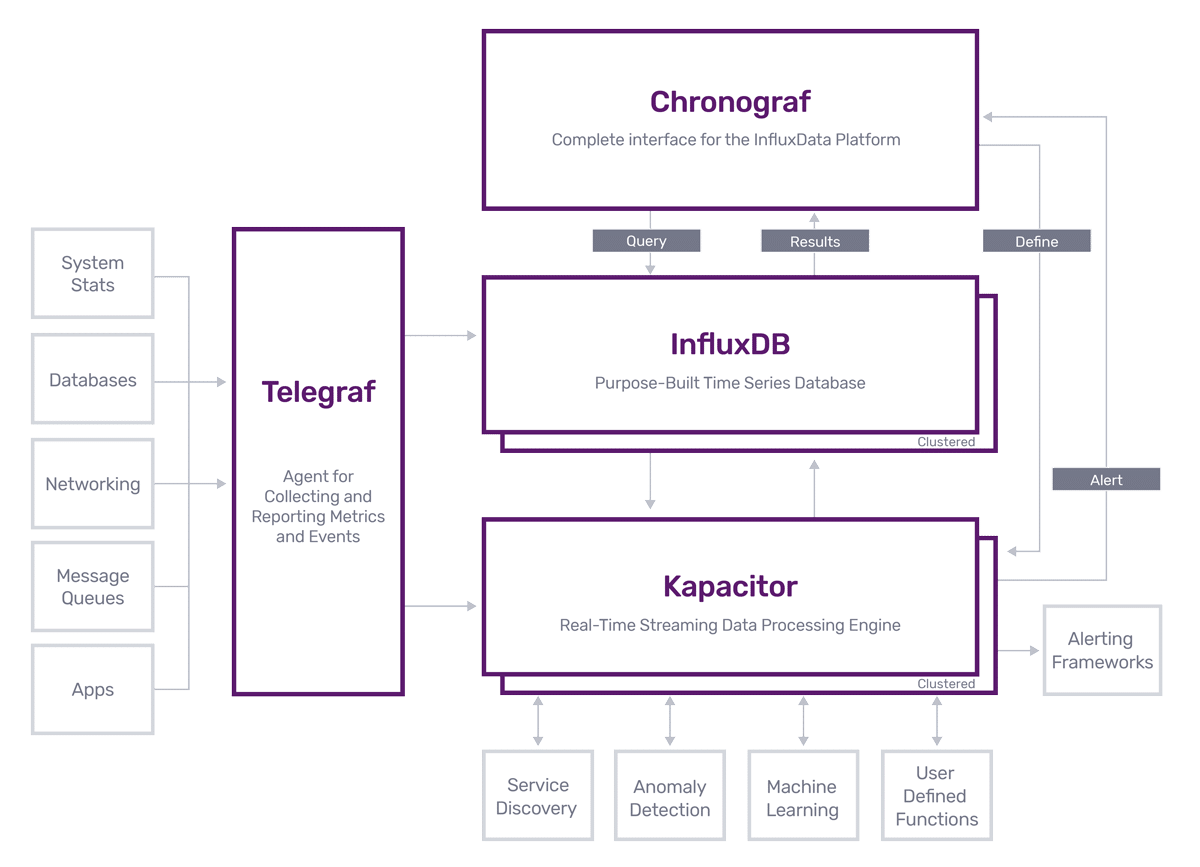 Chronograf
Complete interface for the InfluxData Platform
Query
Results
Define
System
Stats
Databases
Networking
Message
Queues
Apps
Telegraf
Agent for
Collecting and
Reporting Metrics
and Events
InfluxDB
Purpose-Built Time Series Database
Clustered
Alert
Kapacitor
Real-Time Streaming Data Processing Engine
Clustered
Alerting
Frameworks
Service
Discovery
Anomaly
Detection
Machine
Learning
User
Defined
Functions